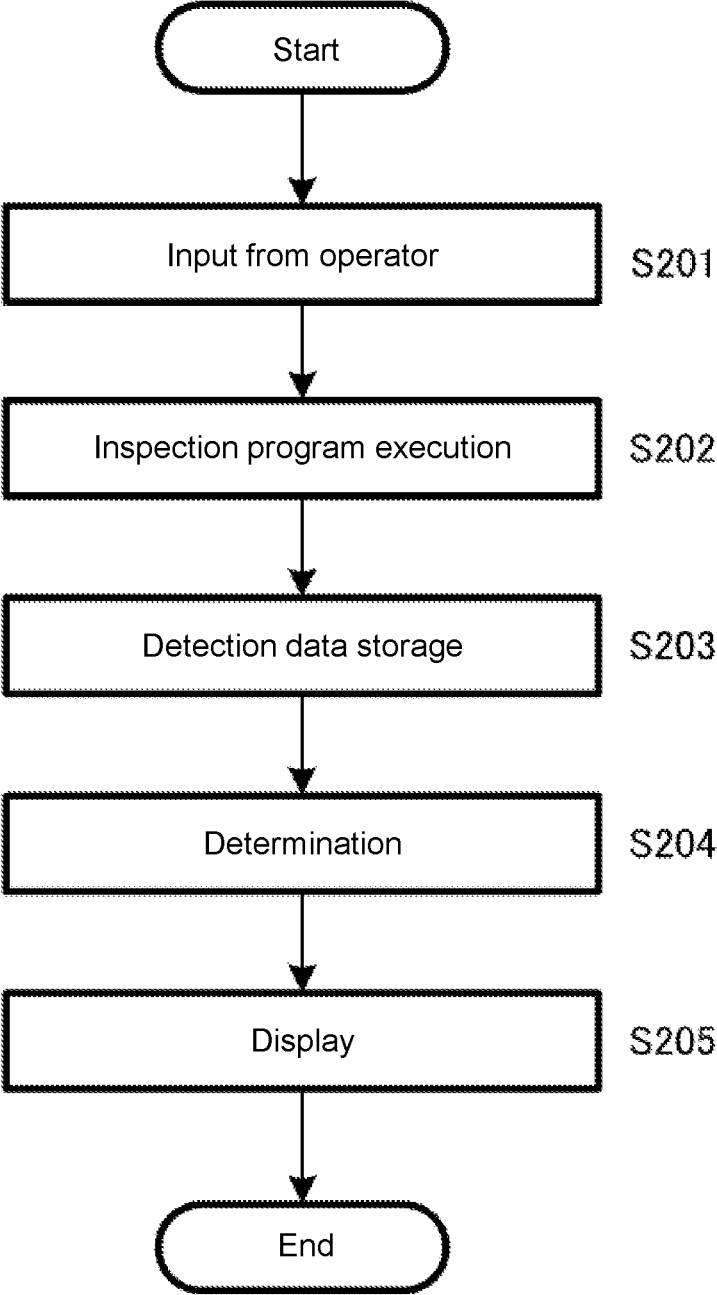 Start
Input from operator
S201
Inspection program execution
S202
Detection data storage
S203
Determination
S204
Display
S205
End